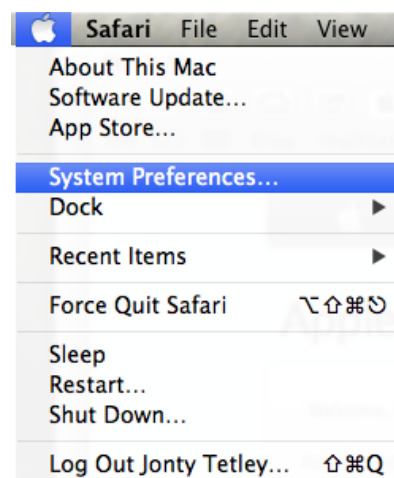 Safari File Edit View
About This Mac
Software Update...
App Store...
System Preferences...
Dock ▶
Recent Items ▶
Force Quit Safari ⌥⇧⌘⎋
Sleep
Restart...
Shut Down...
Log Out Jonty Tetley... ⇧⌘Q